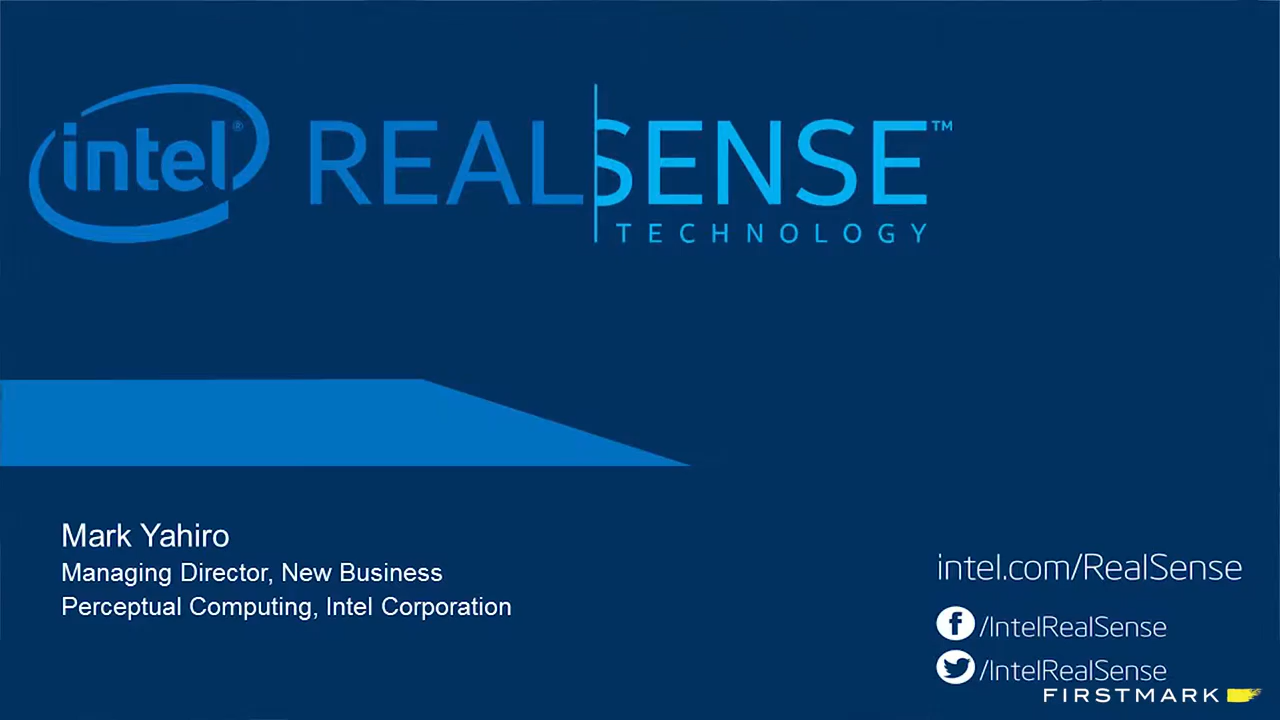 intel® REALSENSE™
TECHNOLOGY
Mark Yahiro
Managing Director, New Business
Perceptual Computing, Intel Corporation
intel.com/RealSense
f /IntelRealSense
/IntelRealSense
FIRSTMARK